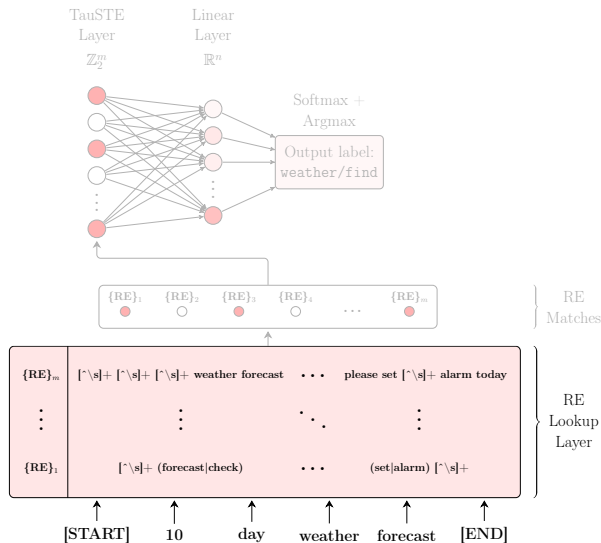 TauSTE
Layer
ℤ₂ᵐ
Linear
Layer
ℝⁿ
Softmax +
Argmax
Output label:
weather/find
{RE}₁ {RE}₂ {RE}₃ {RE}₄ ··· {RE}ₘ
RE
Matches
{RE}ₘ [^\s]+ [^\s]+ [^\s]+ weather forecast ··· please set [^\s]+ alarm today
{RE}₁ [^\s]+ (forecast|check) ··· (set|alarm) [^\s]+
RE
Lookup
Layer
[START] 10 day weather forecast [END]